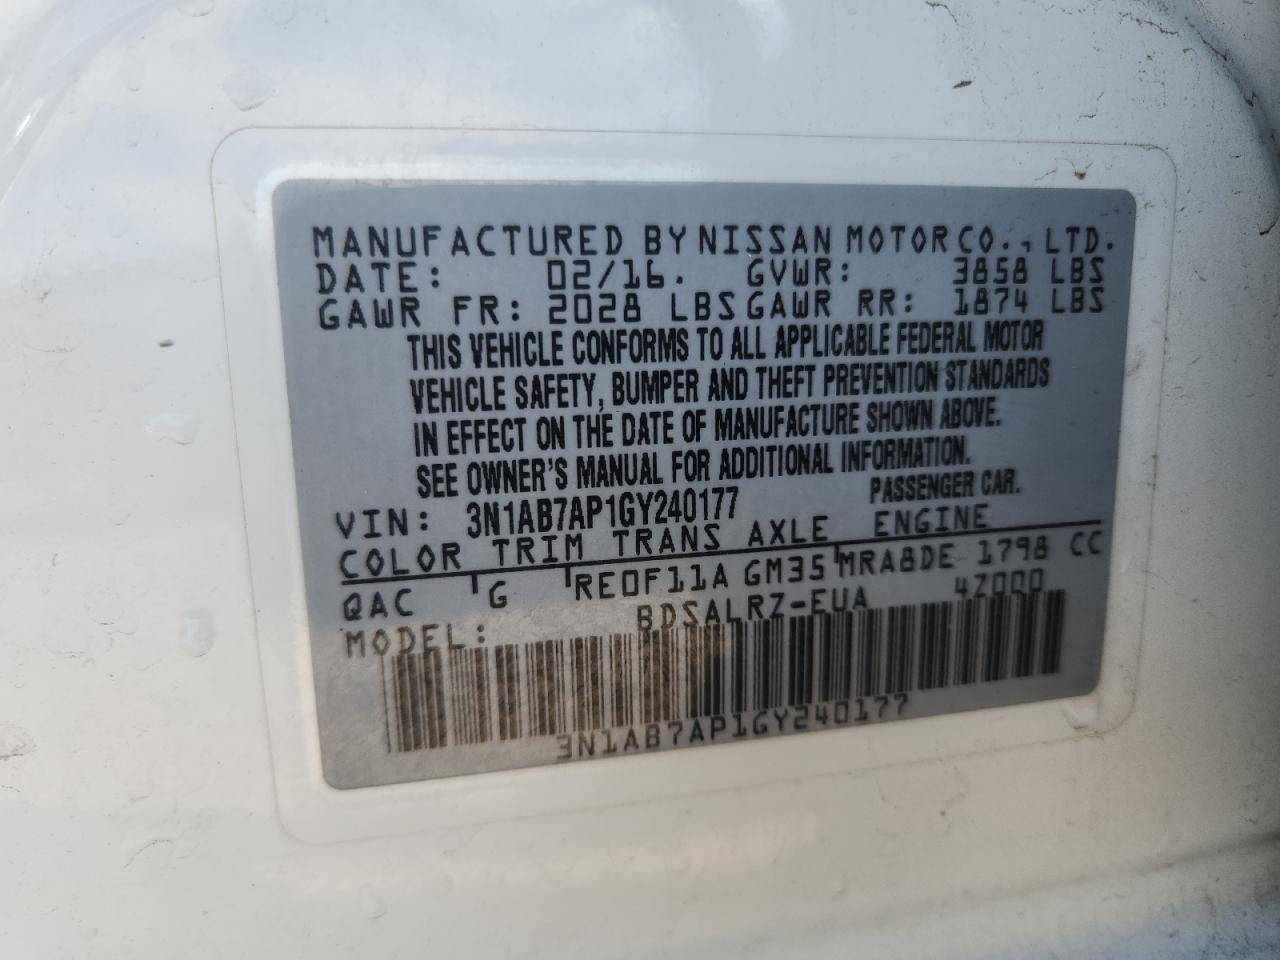 MANUFACTURED BY NISSAN MOTOR CO., LTD.
DATE: 02/16. GVWR: 3858 LBS
GAWR FR: 2028 LBS GAWR RR: 1874 LBS
THIS VEHICLE CONFORMS TO ALL APPLICABLE FEDERAL MOTOR
VEHICLE SAFETY, BUMPER AND THEFT PREVENTION STANDARDS
IN EFFECT ON THE DATE OF MANUFACTURE SHOWN ABOVE.
SEE OWNER'S MANUAL FOR ADDITIONAL INFORMATION.
VIN: 3N1AB7AP1GY240177 PASSENGER CAR.
COLOR TRIM TRANS AXLE ENGINE
QAC G RE0F11A GM35 MRA8DE 1798 CC
MODEL: BDSALRZ-EUA 4Z000
3N1AB7AP1GY240177